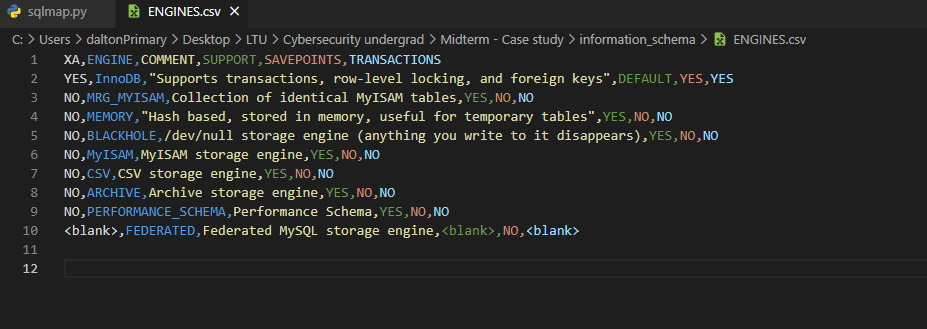 sqlmap.py ENGINES.csv ×
C: > Users > daltonPrimary > Desktop > LTU > Cybersecurity undergrad > Midterm - Case study > information_schema > ENGINES.csv
1 XA,ENGINE,COMMENT,SUPPORT,SAVEPOINTS,TRANSACTIONS
2 YES,InnoDB,"Supports transactions, row-level locking, and foreign keys",DEFAULT,YES,YES
3 NO,MRG_MYISAM,Collection of identical MyISAM tables,YES,NO,NO
4 NO,MEMORY,"Hash based, stored in memory, useful for temporary tables",YES,NO,NO
5 NO,BLACKHOLE,/dev/null storage engine (anything you write to it disappears),YES,NO,NO
6 NO,MyISAM,MyISAM storage engine,YES,NO,NO
7 NO,CSV,CSV storage engine,YES,NO,NO
8 NO,ARCHIVE,Archive storage engine,YES,NO,NO
9 NO,PERFORMANCE_SCHEMA,Performance Schema,YES,NO,NO
10 <blank>,FEDERATED,Federated MySQL storage engine,<blank>,NO,<blank>
11
12